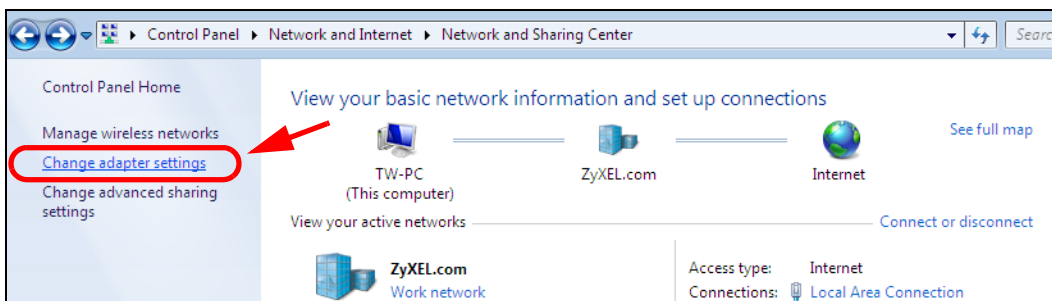 Control Panel ▸ Network and Internet ▸ Network and Sharing Center
Control Panel Home
Manage wireless networks
Change adapter settings
Change advanced sharing
settings
View your basic network information and set up connections
See full map
TW-PC
(This computer)
ZyXEL.com
Internet
View your active networks
Connect or disconnect
ZyXEL.com
Work network
Access type: Internet
Connections: Local Area Connection